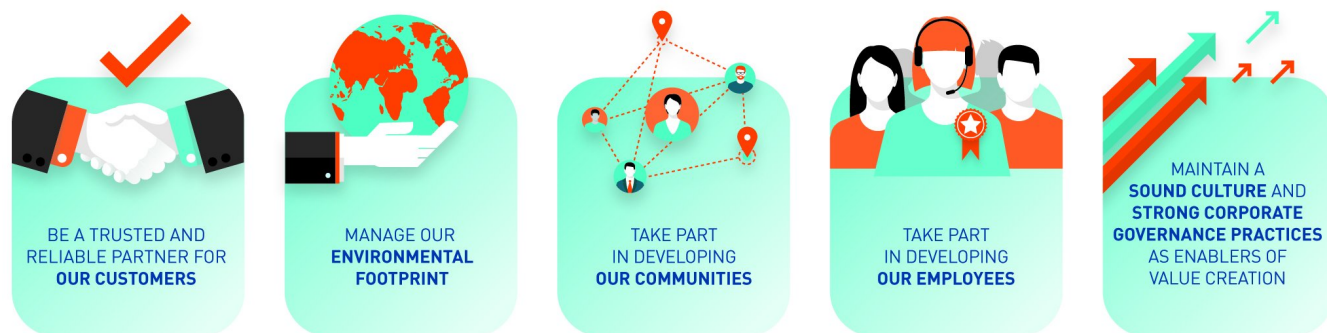 BE A TRUSTED AND
RELIABLE PARTNER FOR
OUR CUSTOMERS
MANAGE OUR
ENVIRONMENTAL
FOOTPRINT
TAKE PART
IN DEVELOPING
OUR COMMUNITIES
TAKE PART
IN DEVELOPING
OUR EMPLOYEES
MAINTAIN A
SOUND CULTURE AND
STRONG CORPORATE
GOVERNANCE PRACTICES
AS ENABLERS OF
VALUE CREATION